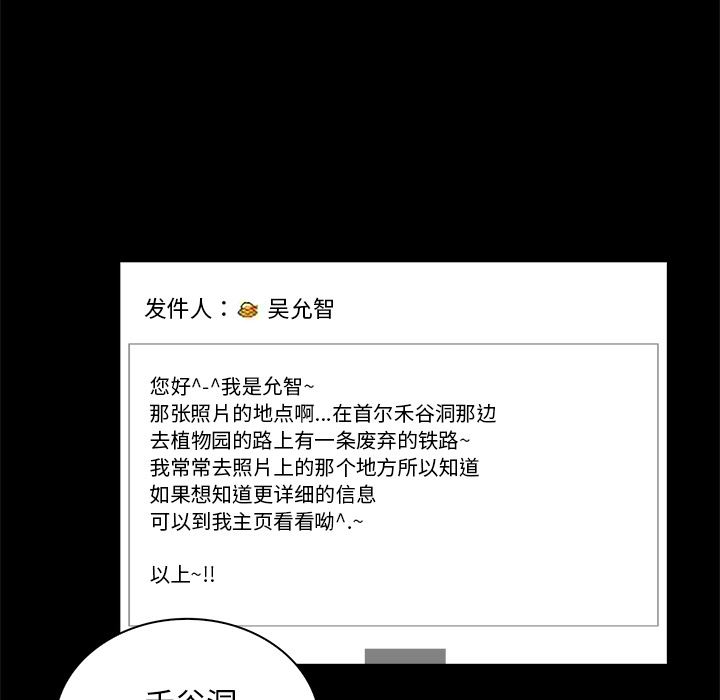 发件人：吴允智
您好^-^我是允智~
那张照片的地点啊...在首尔禾谷洞那边
去植物园的路上有一条废弃的铁路~
我常常去照片上的那个地方所以知道
如果想知道更详细的信息
可以到我主页看看呦^.~
以上~!!
禾谷洞